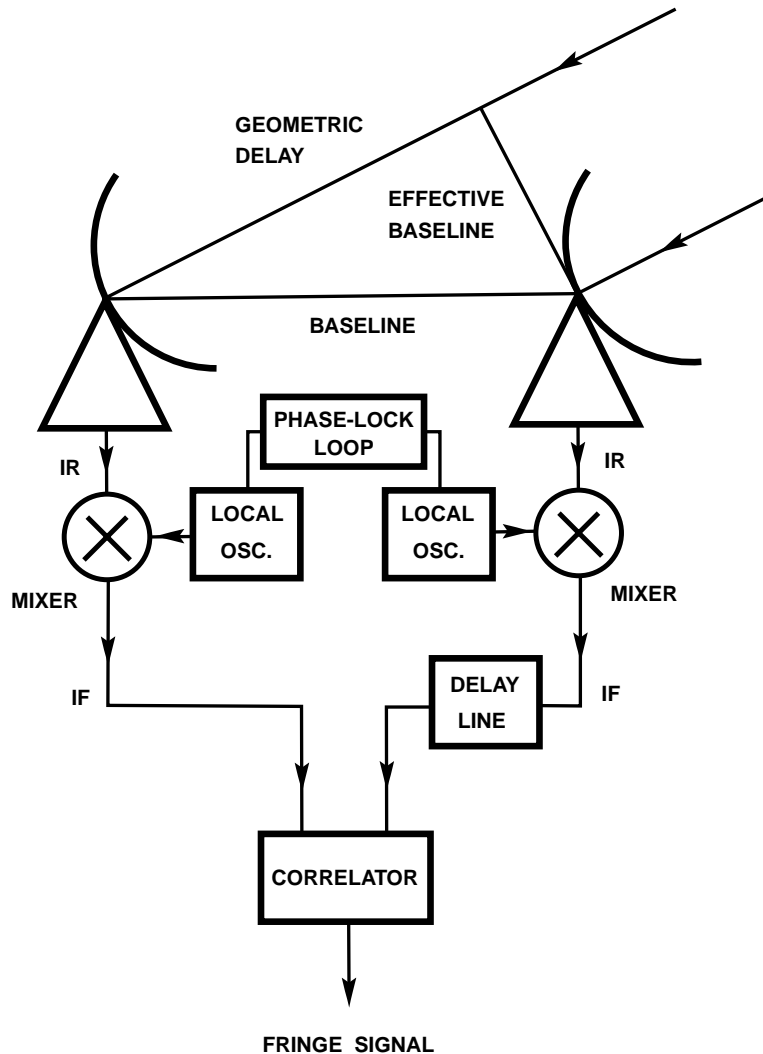 GEOMETRIC
DELAY
EFFECTIVE
BASELINE
BASELINE
PHASE-LOCK
LOOP
IR
IR
LOCAL
OSC.
LOCAL
OSC.
MIXER
MIXER
IF
DELAY
LINE
IF
CORRELATOR
FRINGE SIGNAL